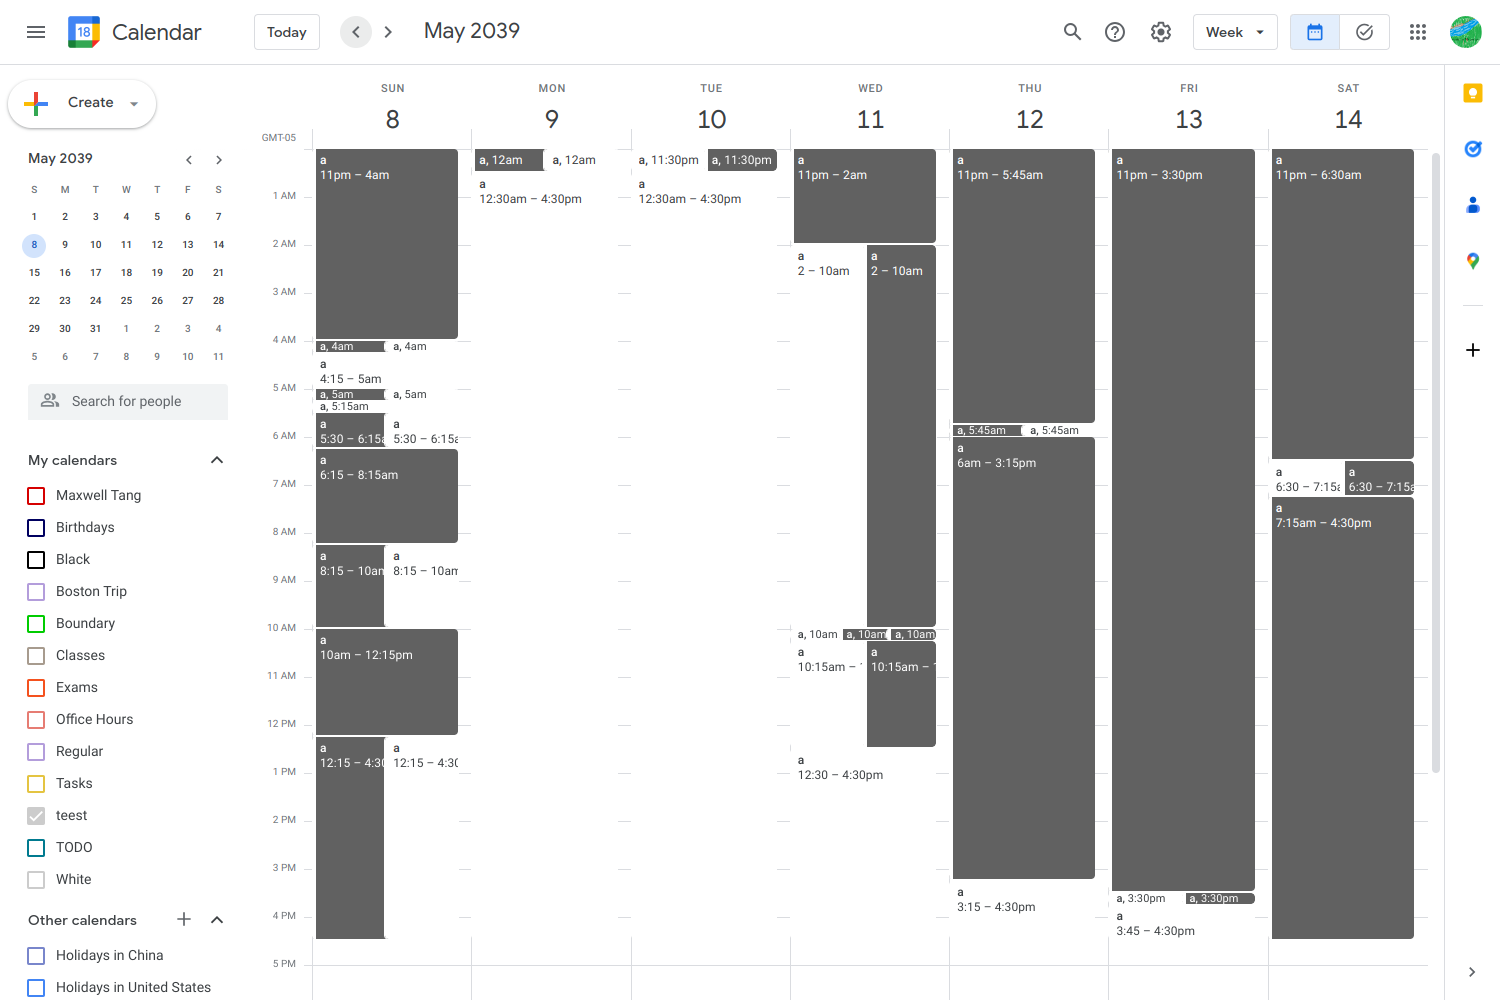 18 Calendar
Today
May 2039
Week
Create
May 2039
S M T W T F S
1 2 3 4 5 6 7
8 9 10 11 12 13 14
15 16 17 18 19 20 21
22 23 24 25 26 27 28
29 30 31 1 2 3 4
5 6 7 8 9 10 11
Search for people
My calendars
Maxwell Tang
Birthdays
Black
Boston Trip
Boundary
Classes
Exams
Office Hours
Regular
Tasks
teest
TODO
White
Other calendars
Holidays in China
Holidays in United States
GMT-05
1 AM
2 AM
3 AM
4 AM
5 AM
6 AM
7 AM
8 AM
9 AM
10 AM
11 AM
12 PM
1 PM
2 PM
3 PM
4 PM
5 PM
SUN
8
a
11pm – 4am
a, 4am
a, 4am
a
4:15 – 5am
a, 5am
a, 5am
a, 5:15am
a
5:30 – 6:15a
a
5:30 – 6:15a
a
6:15 – 8:15am
a
8:15 – 10am
a
8:15 – 10am
a
10am – 12:15pm
a
12:15 – 4:30
a
12:15 – 4:30
MON
9
a, 12am
a, 12am
a
12:30am – 4:30pm
TUE
10
a, 11:30pm
a, 11:30pm
a
12:30am – 4:30pm
WED
11
a
11pm – 2am
a
2 – 10am
a
2 – 10am
a, 10am
a, 10am
a, 10am
a
10:15am –
a
10:15am –
a
12:30 – 4:30pm
THU
12
a
11pm – 5:45am
a, 5:45am
a, 5:45am
a
6am – 3:15pm
a
3:15 – 4:30pm
FRI
13
a
11pm – 3:30pm
a, 3:30pm
a, 3:30pm
a
3:45 – 4:30pm
SAT
14
a
11pm – 6:30am
a
6:30 – 7:15a
a
6:30 – 7:15a
a
7:15am – 4:30pm